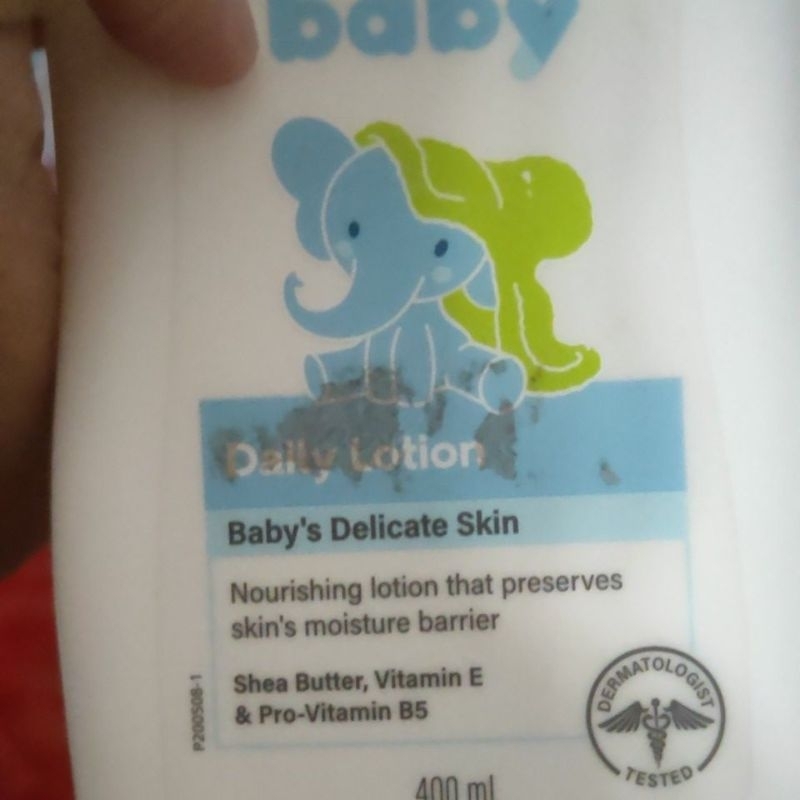 baby
Daily Lotion
Baby's Delicate Skin
Nourishing lotion that preserves
skin's moisture barrier
Shea Butter, Vitamin E
& Pro-Vitamin B5
P200508-1
DERMATOLOGIST
TESTED
400 ml